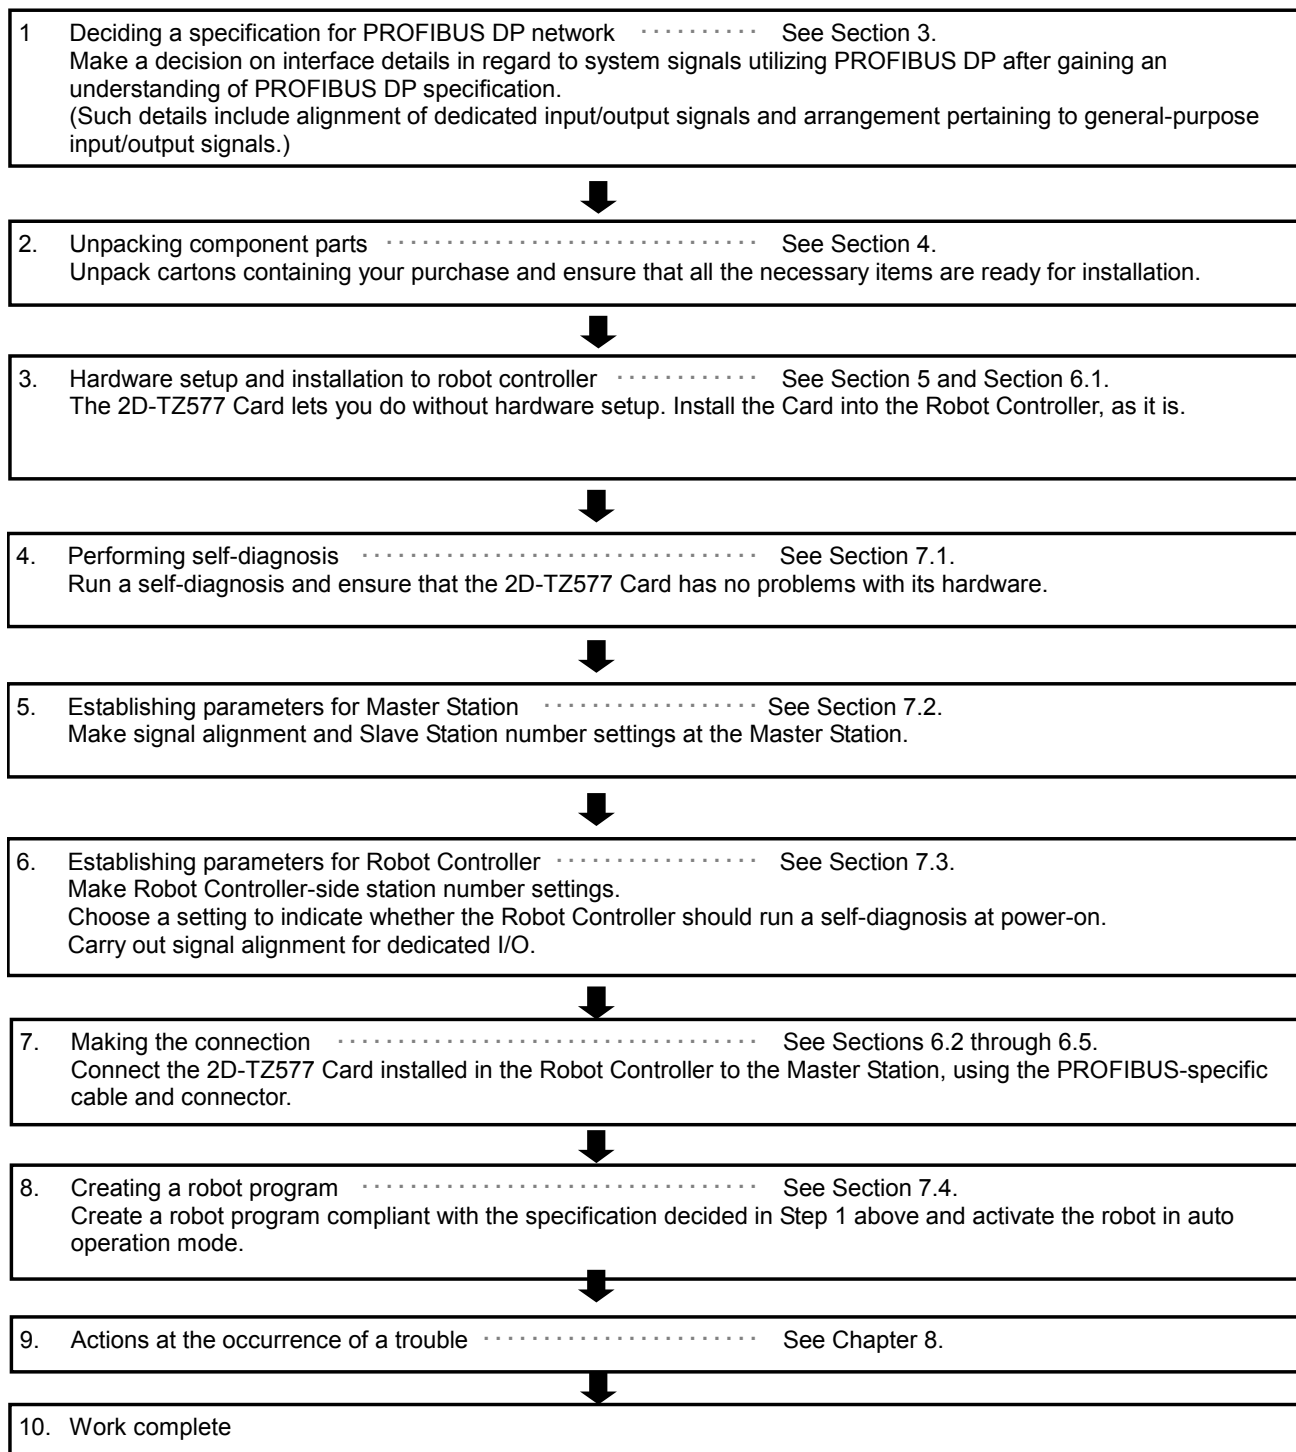 1 Deciding a specification for PROFIBUS DP network ·········· See Section 3.
Make a decision on interface details in regard to system signals utilizing PROFIBUS DP after gaining an
understanding of PROFIBUS DP specification.
(Such details include alignment of dedicated input/output signals and arrangement pertaining to general-purpose
input/output signals.)
2. Unpacking component parts ······························· See Section 4.
Unpack cartons containing your purchase and ensure that all the necessary items are ready for installation.
3. Hardware setup and installation to robot controller ············ See Section 5 and Section 6.1.
The 2D-TZ577 Card lets you do without hardware setup. Install the Card into the Robot Controller, as it is.
4. Performing self-diagnosis ································· See Section 7.1.
Run a self-diagnosis and ensure that the 2D-TZ577 Card has no problems with its hardware.
5. Establishing parameters for Master Station ·················· See Section 7.2.
Make signal alignment and Slave Station number settings at the Master Station.
6. Establishing parameters for Robot Controller ················· See Section 7.3.
Make Robot Controller-side station number settings.
Choose a setting to indicate whether the Robot Controller should run a self-diagnosis at power-on.
Carry out signal alignment for dedicated I/O.
7. Making the connection ··································· See Sections 6.2 through 6.5.
Connect the 2D-TZ577 Card installed in the Robot Controller to the Master Station, using the PROFIBUS-specific
cable and connector.
8. Creating a robot program ································· See Section 7.4.
Create a robot program compliant with the specification decided in Step 1 above and activate the robot in auto
operation mode.
9. Actions at the occurrence of a trouble ······················· See Chapter 8.
10. Work complete